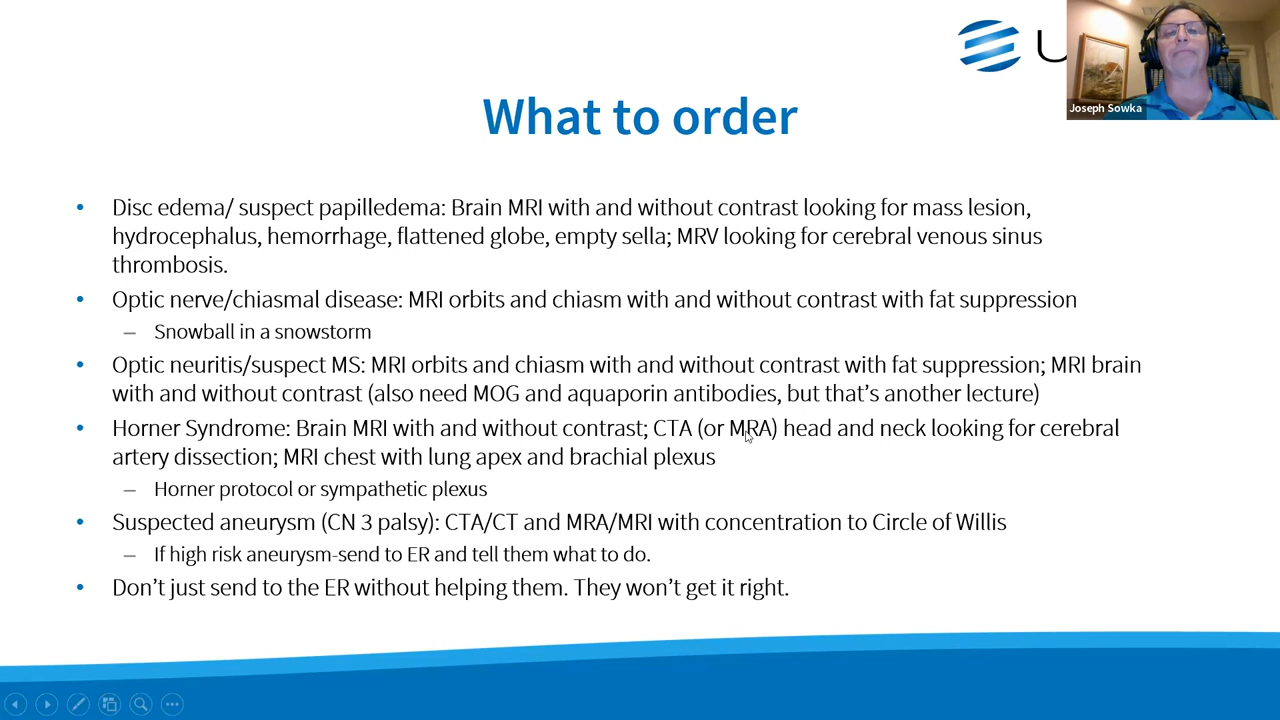 U
Joseph Sowka
What to order
• Disc edema/ suspect papilledema: Brain MRI with and without contrast looking for mass lesion,
hydrocephalus, hemorrhage, flattened globe, empty sella; MRV looking for cerebral venous sinus
thrombosis.
• Optic nerve/chiasmal disease: MRI orbits and chiasm with and without contrast with fat suppression
– Snowball in a snowstorm
• Optic neuritis/suspect MS: MRI orbits and chiasm with and without contrast with fat suppression; MRI brain
with and without contrast (also need MOG and aquaporin antibodies, but that’s another lecture)
• Horner Syndrome: Brain MRI with and without contrast; CTA (or MRA) head and neck looking for cerebral
artery dissection; MRI chest with lung apex and brachial plexus
– Horner protocol or sympathetic plexus
• Suspected aneurysm (CN 3 palsy): CTA/CT and MRA/MRI with concentration to Circle of Willis
– If high risk aneurysm-send to ER and tell them what to do.
• Don’t just send to the ER without helping them. They won’t get it right.